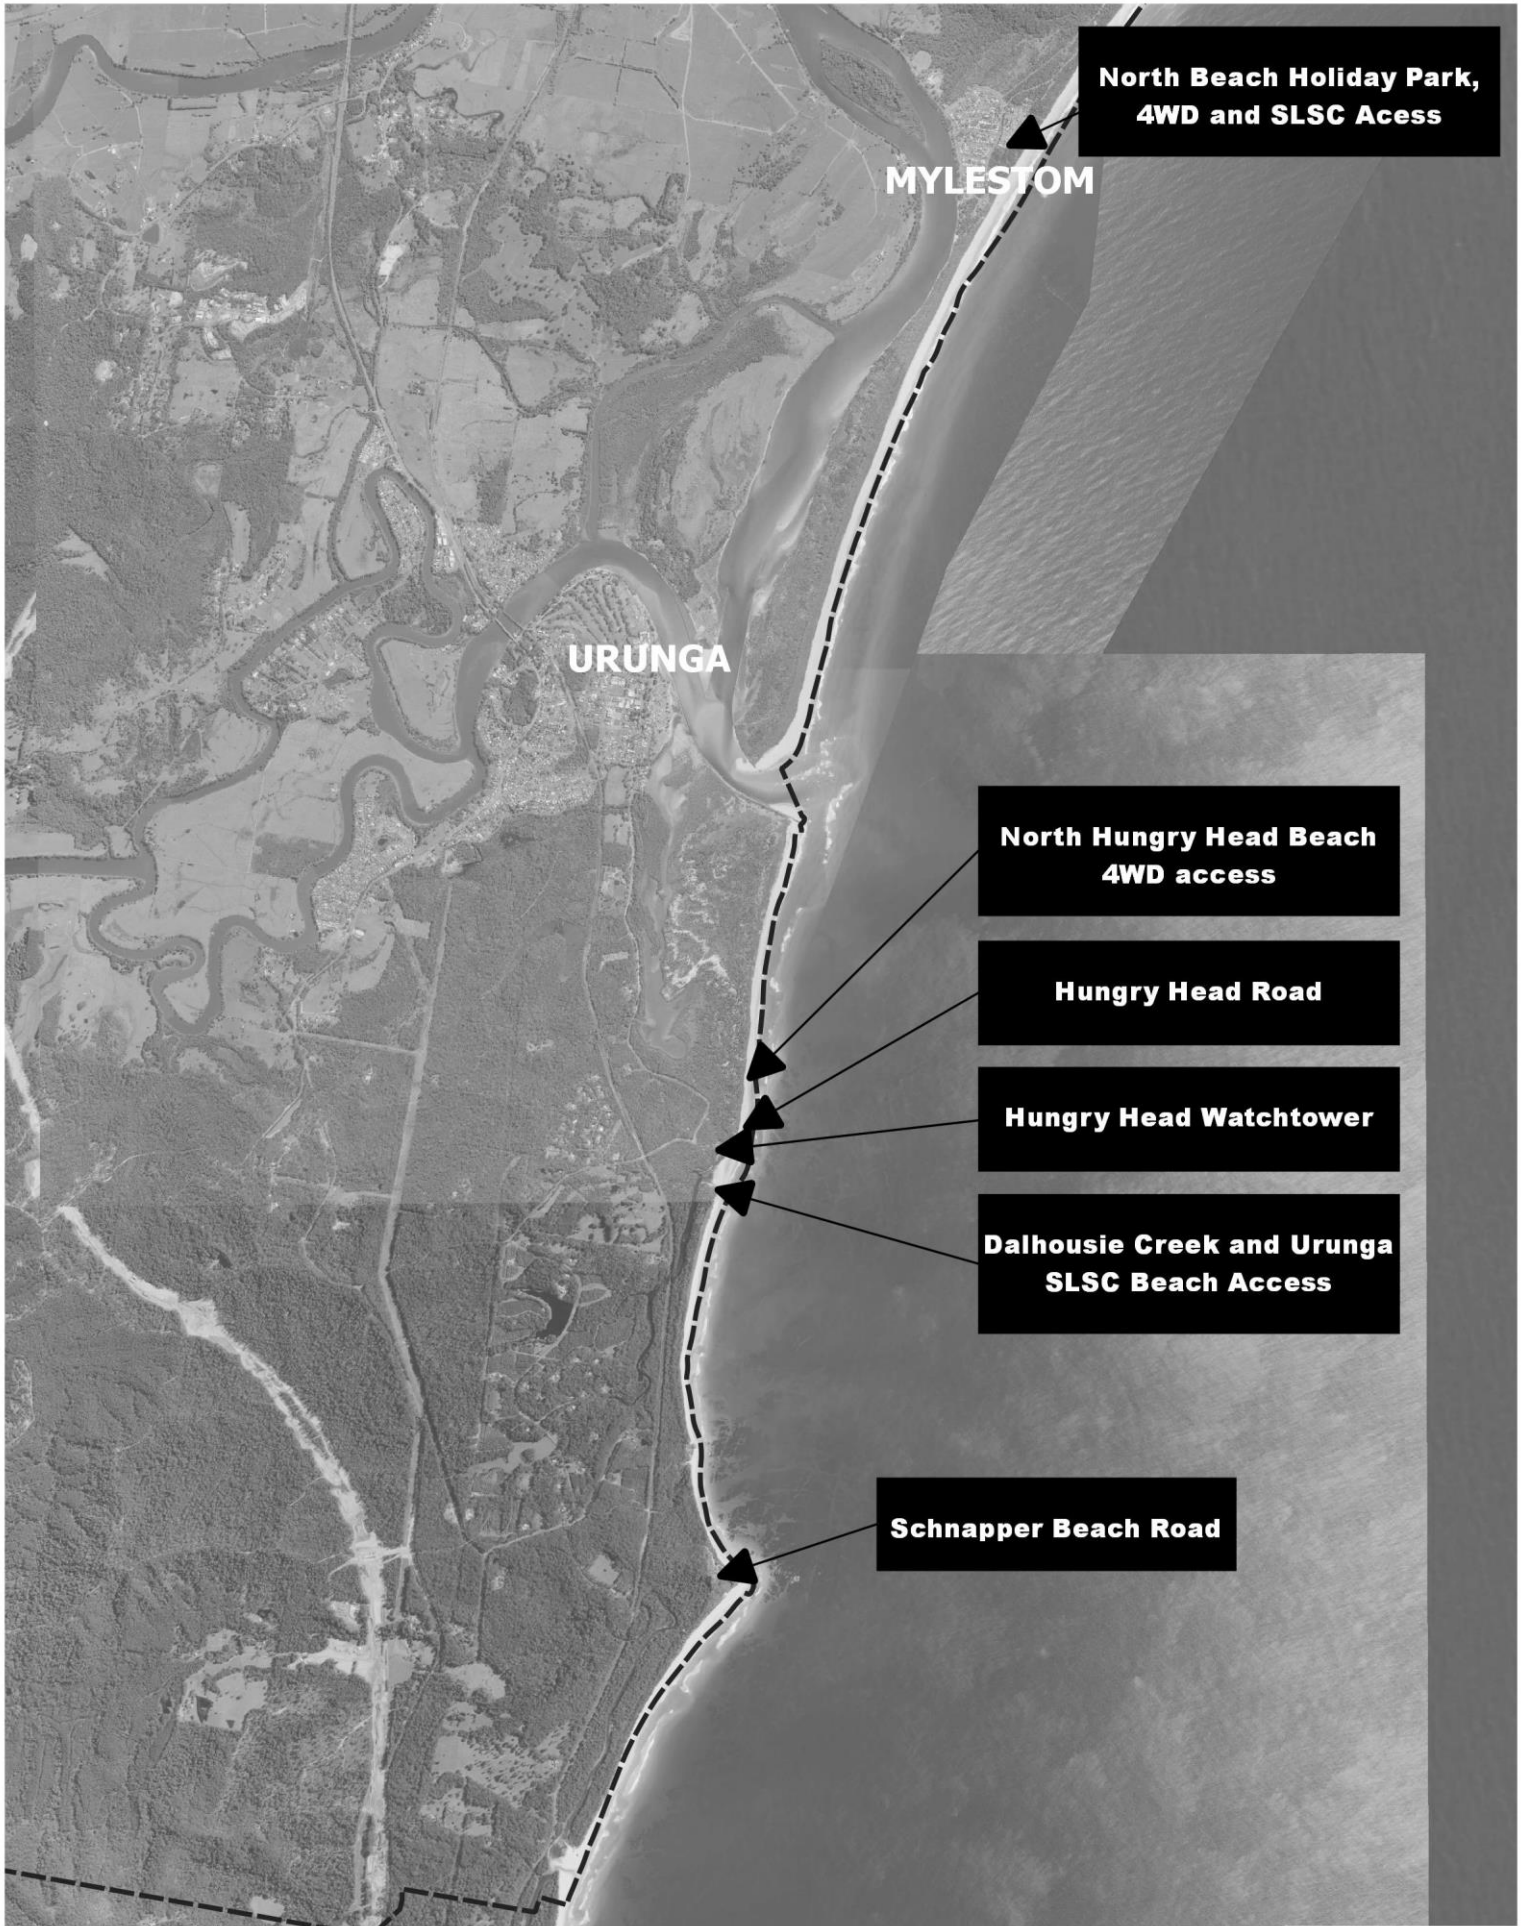 North Beach Holiday Park,
4WD and SLSC Acess
MYLESTOM
URUNGA
North Hungry Head Beach
4WD access
Hungry Head Road
Hungry Head Watchtower
Dalhousie Creek and Urunga
SLSC Beach Access
Schnapper Beach Road